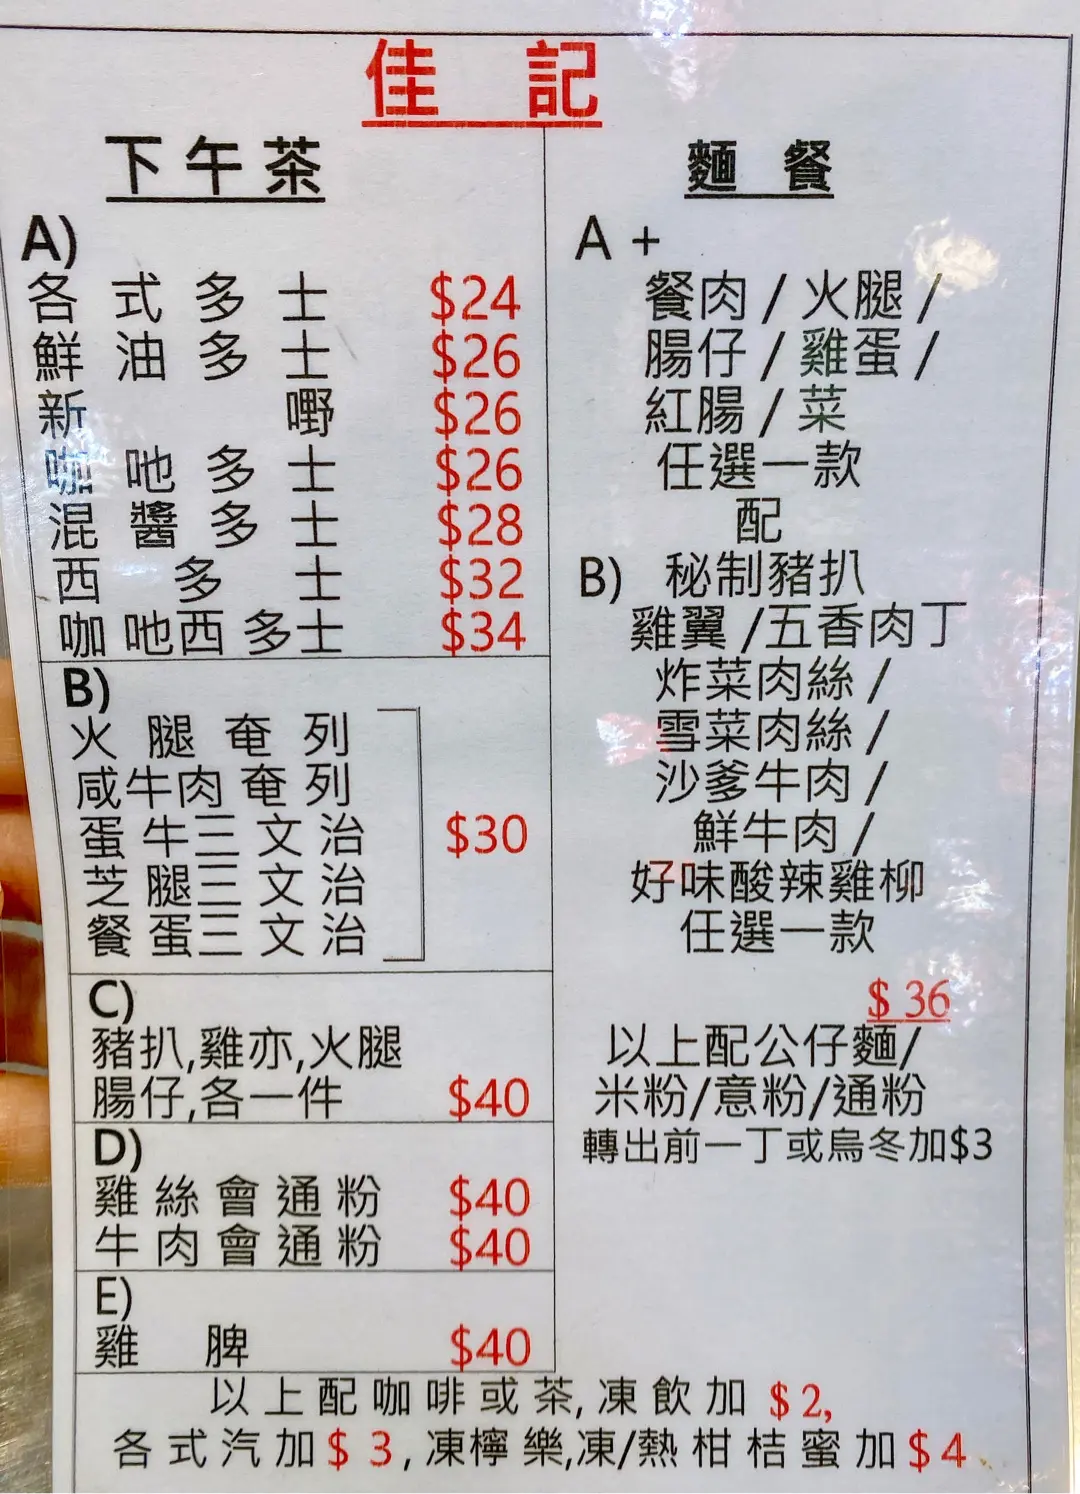 佳 記
下午茶
A)
各式多士 $24
鮮油多士 $26
新嘢 $26
咖吔多士 $26
混醬多士 $28
西多士 $32
咖吔西多士 $34
B)
火腿奄列
咸牛肉奄列
蛋牛三文治 $30
芝腿三文治
餐蛋三文治
C)
豬扒,雞亦,火腿
腸仔,各一件 $40
D)
雞絲會通粉 $40
牛肉會通粉 $40
E)
雞脾 $40
麵 餐
A +
餐肉 / 火腿 /
腸仔 / 雞蛋 /
紅腸 / 菜
任選一款
配
B) 秘制豬扒
雞翼 /五香肉丁
炸菜肉絲 /
雪菜肉絲 /
沙爹牛肉 /
鮮牛肉 /
好味酸辣雞柳
任選一款
$ 36
以上配公仔麵/
米粉/意粉/通粉
轉出前一丁或烏冬加$3
以上配咖啡或茶,凍飲加 $ 2,
各式汽加$ 3,凍檸樂,凍/熱柑桔蜜加$ 4